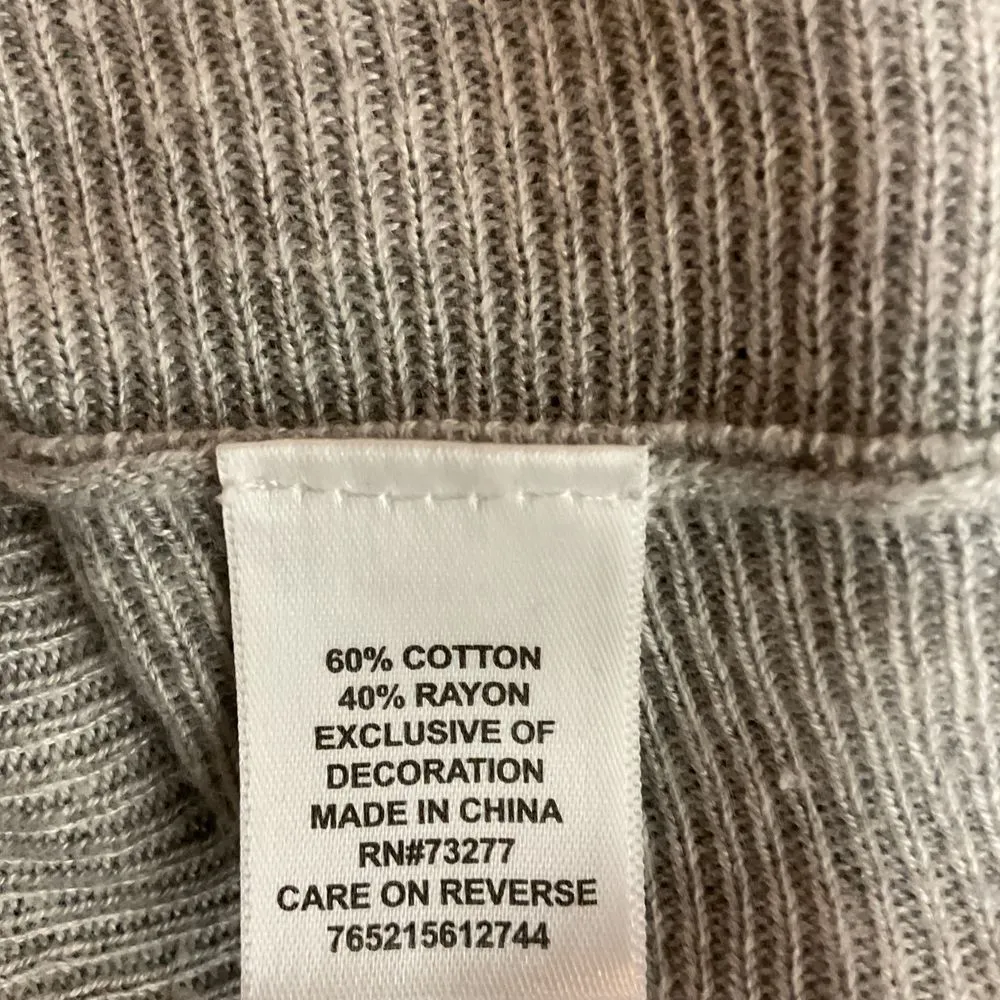 60% COTTON
40% RAYON
EXCLUSIVE OF
DECORATION
MADE IN CHINA
RN#73277
CARE ON REVERSE
765215612744